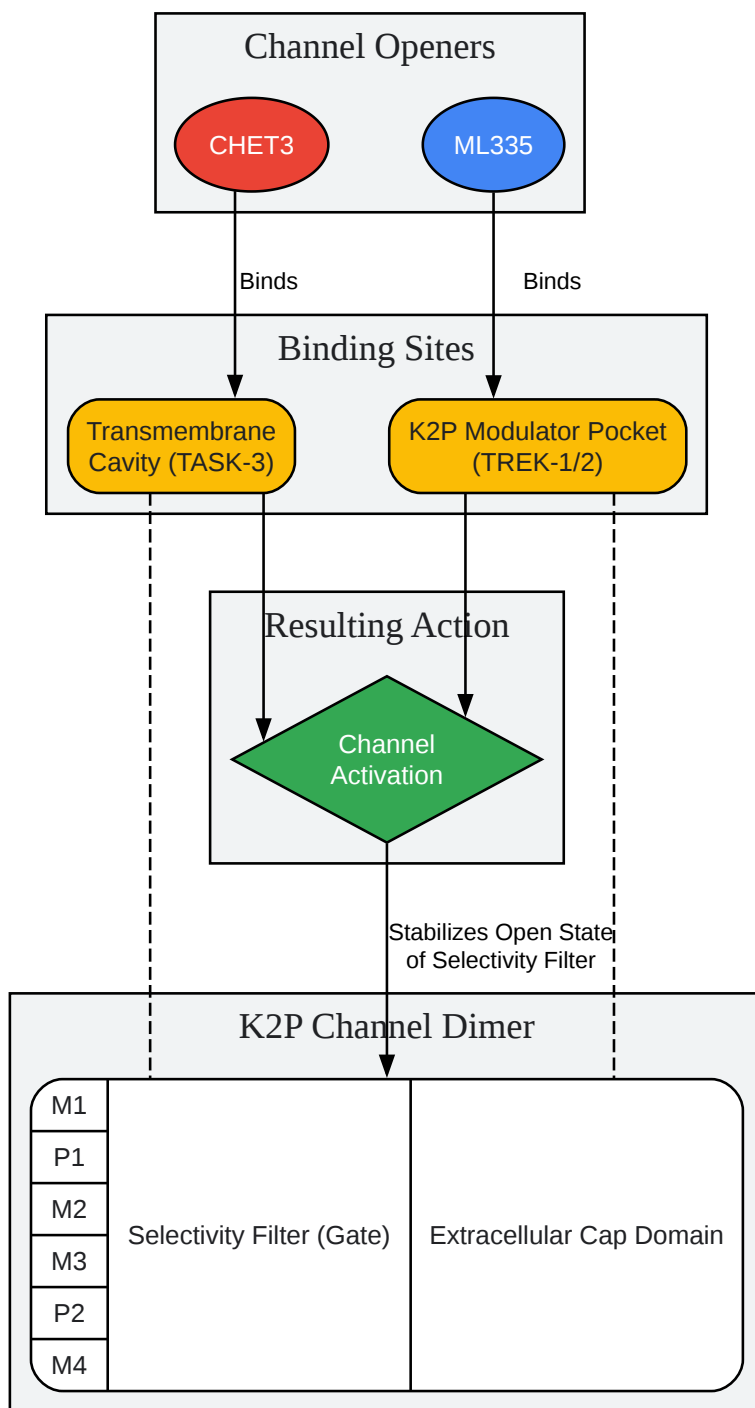 Channel Openers
CHET3
ML335
Binds
Binds
Binding Sites
Transmembrane
Cavity (TASK-3)
K2P Modulator Pocket
(TREK-1/2)
Resulting Action
Channel
Activation
Stabilizes Open State
of Selectivity Filter
K2P Channel Dimer
M1
P1
M2
M3
P2
M4
Selectivity Filter (Gate)
Extracellular Cap Domain